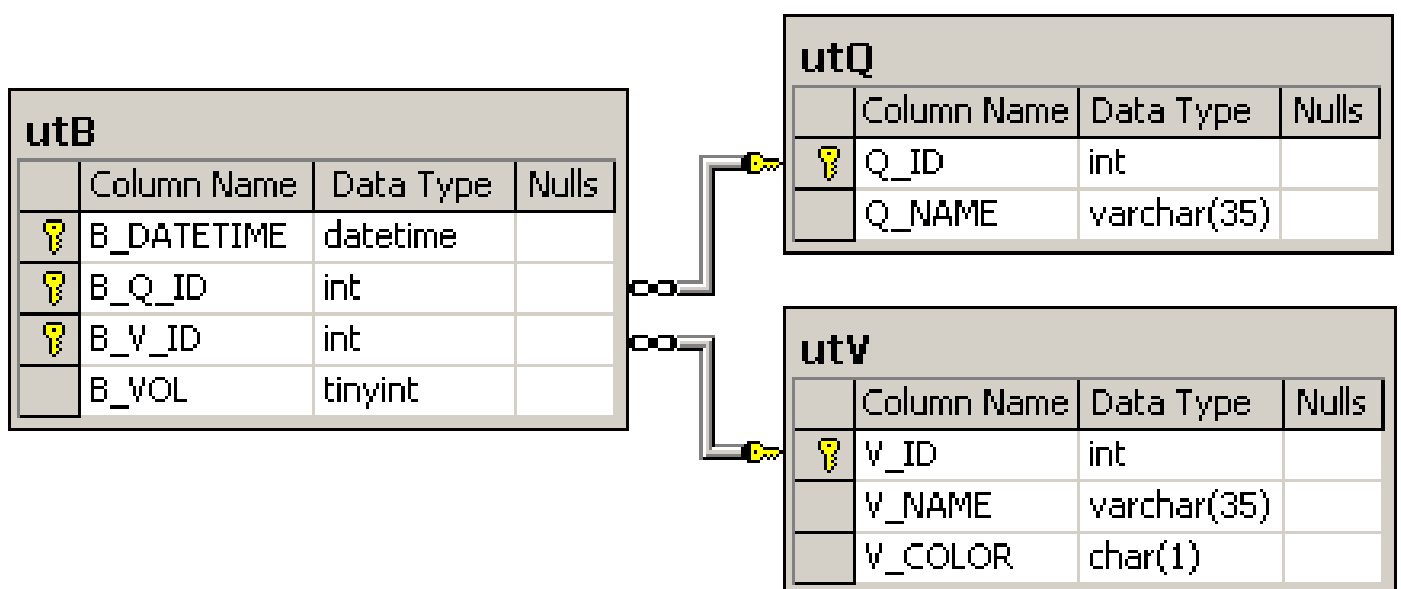 utB
Column Name Data Type Nulls
B_DATETIME datetime
B_Q_ID int
B_V_ID int
B_VOL tinyint
utQ
Column Name Data Type Nulls
Q_ID int
Q_NAME varchar(35)
utV
Column Name Data Type Nulls
V_ID int
V_NAME varchar(35)
V_COLOR char(1)